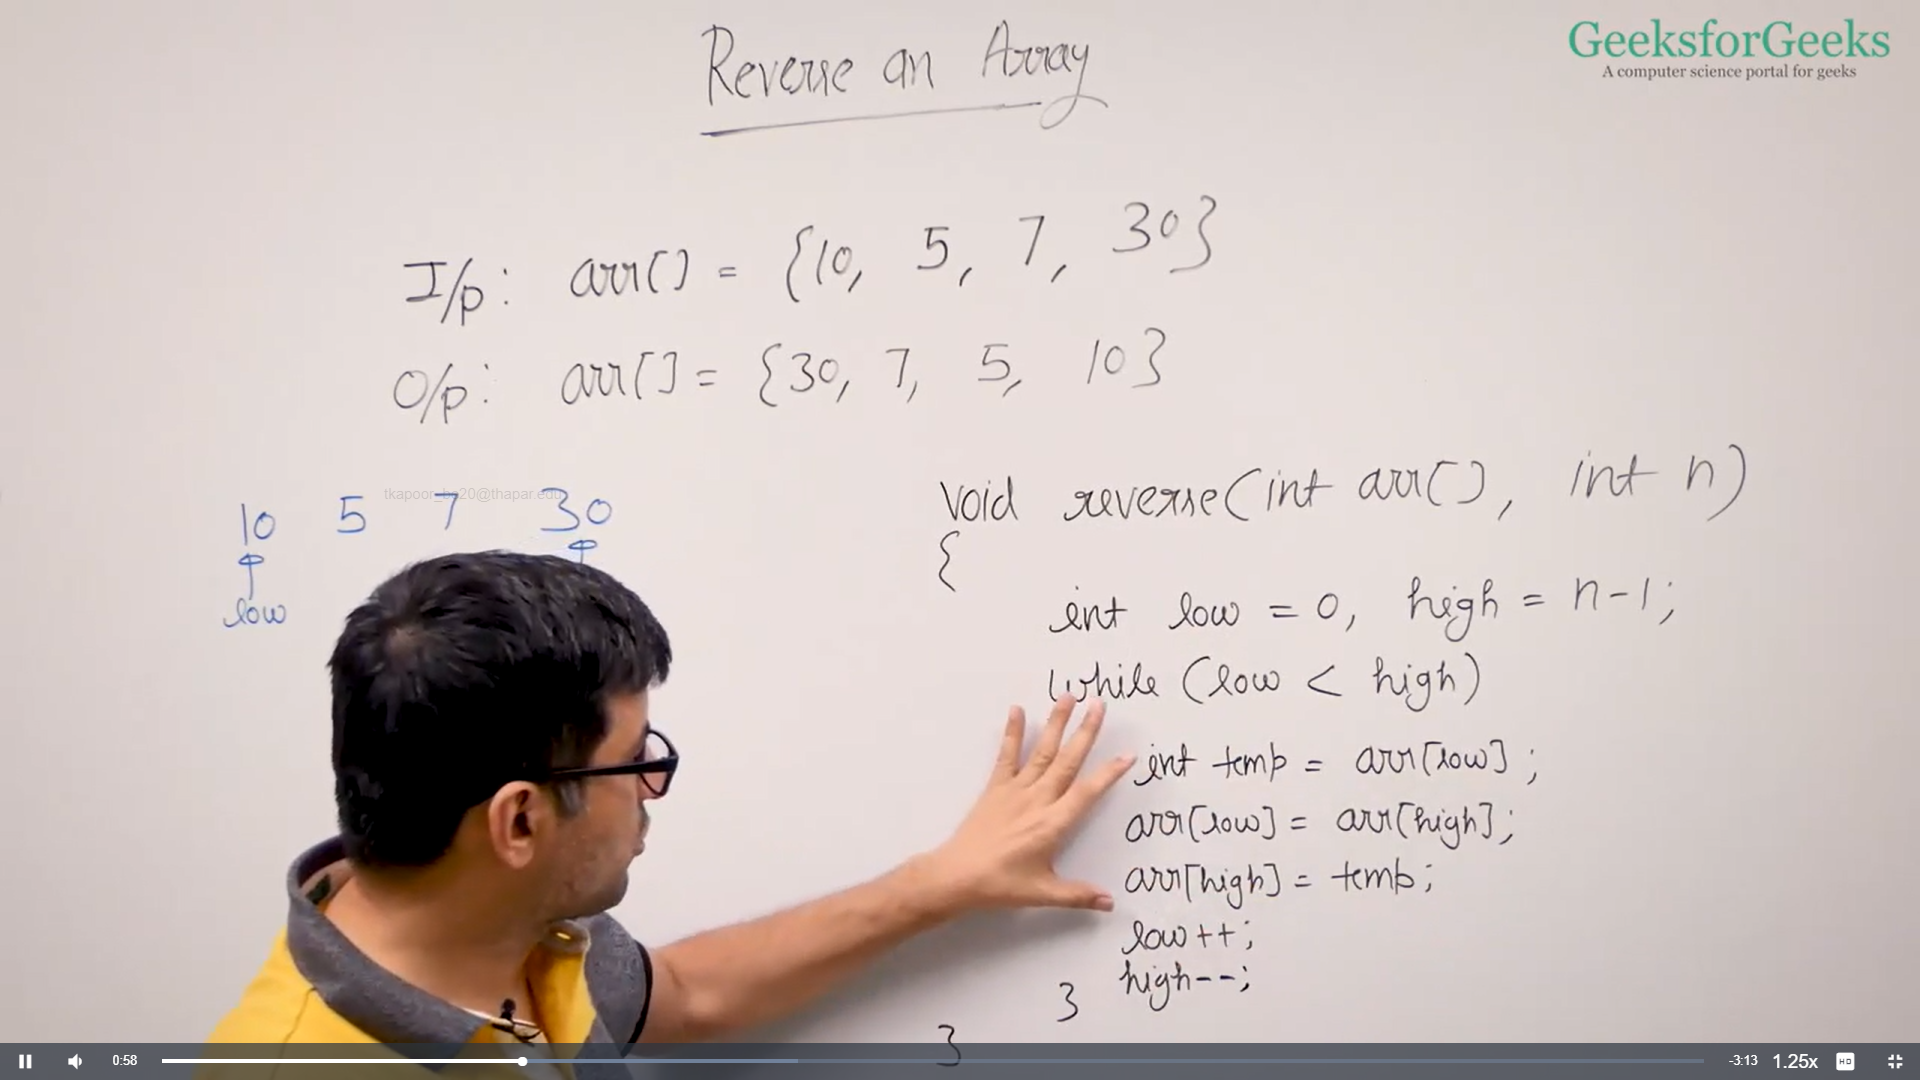 GeeksforGeeks
A computer science portal for geeks
Reverse an Array
I/p: arr[] = {10, 5, 7, 30}
O/p: arr[] = {30, 7, 5, 10}
tkapoor_be20@thapar.edu
10 5 7 30
low
void reverse(int arr[], int n)
{
int low = 0, high = n-1;
while (low < high)
int temp = arr[low];
arr[low] = arr[high];
arr[high] = temp;
low++;
high--;
}
}
0:58
-3:13
1.25x
HD